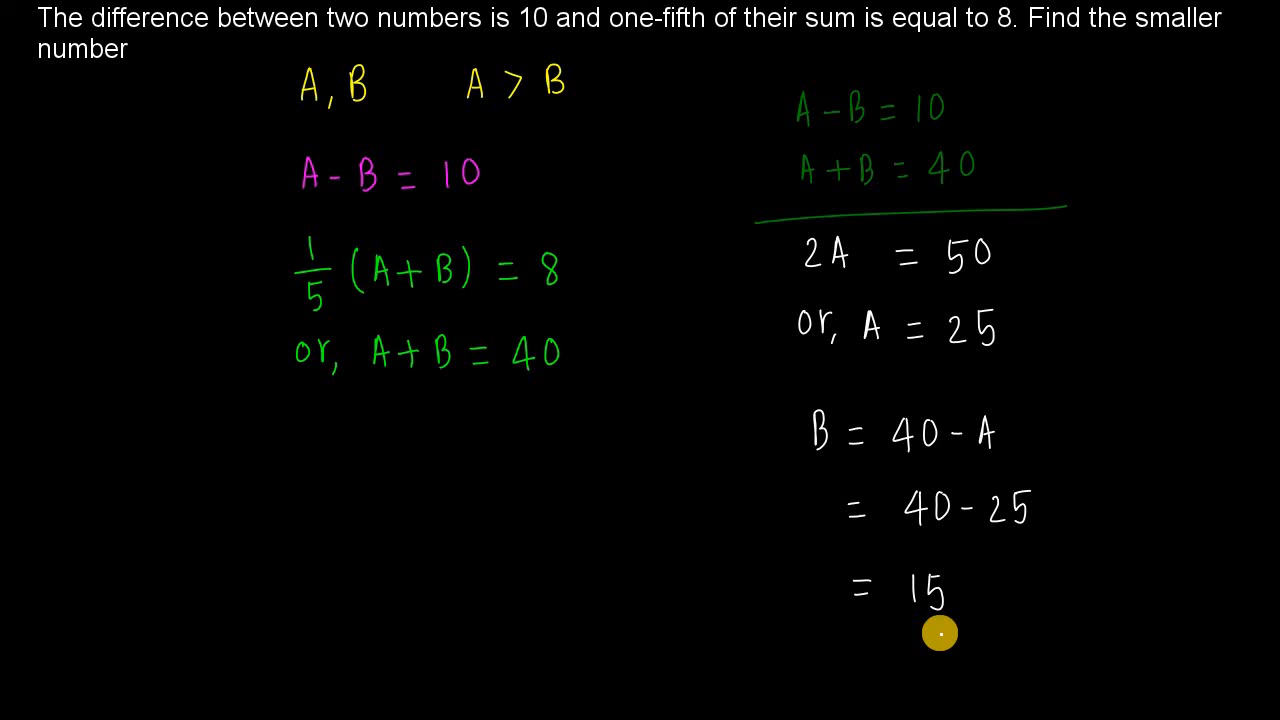 The difference between two numbers is 10 and one-fifth of their sum is equal to 8. Find the smaller
number
A, B A > B
A - B = 10
1/5 (A + B) = 8
or, A + B = 40
A - B = 10
A + B = 40
2A = 50
or, A = 25
B = 40 - A
= 40 - 25
= 15